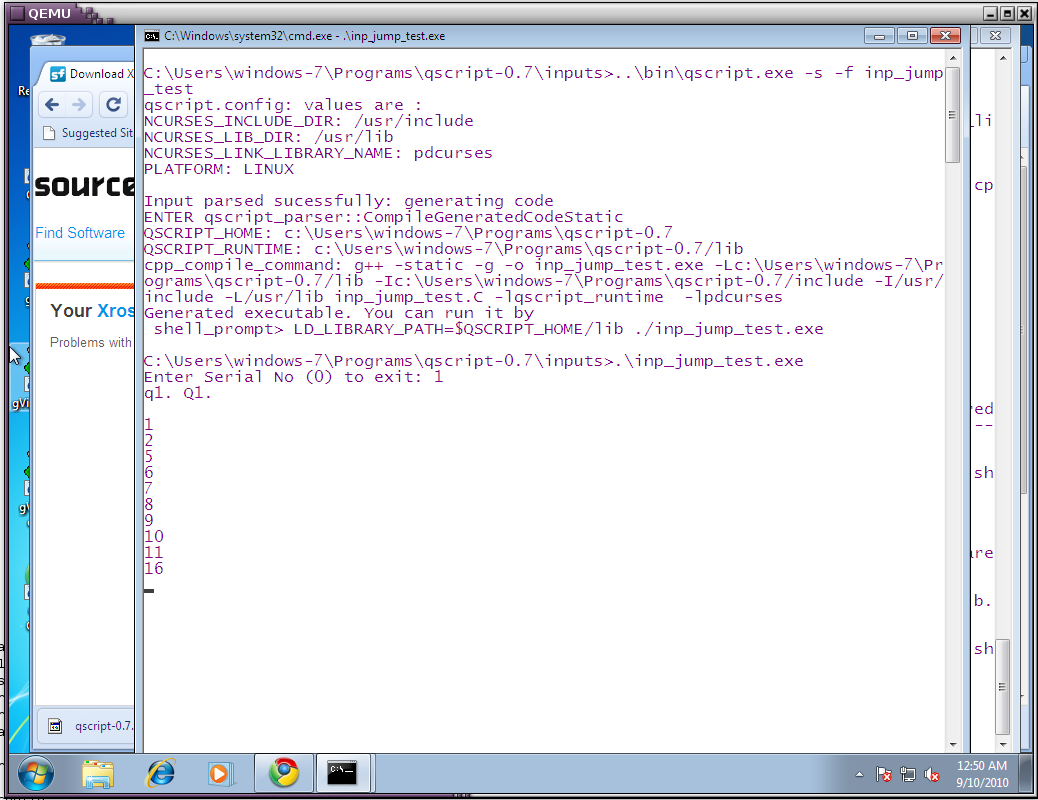 QEMU
C:\Windows\system32\cmd.exe - .\inp_jump_test.exe
Download X
Suggested Sit
source
Find Software
Your Xros
Problems with
qscript-0.7.
C:\Users\windows-7\Programs\qscript-0.7\inputs>..\bin\qscript.exe -s -f inp_jump
_test
qscript.config: values are :
NCURSES_INCLUDE_DIR: /usr/include
NCURSES_LIB_DIR: /usr/lib
NCURSES_LINK_LIBRARY_NAME: pdcurses
PLATFORM: LINUX
Input parsed sucessfully: generating code
ENTER qscript_parser::CompileGeneratedCodeStatic
QSCRIPT_HOME: c:\Users\windows-7\Programs\qscript-0.7
QSCRIPT_RUNTIME: c:\Users\windows-7\Programs\qscript-0.7/lib
cpp_compile_command: g++ -static -g -o inp_jump_test.exe -Lc:\Users\windows-7\Pr
ograms\qscript-0.7/lib -Ic:\Users\windows-7\Programs\qscript-0.7/include -I/usr/
include -L/usr/lib inp_jump_test.C -lqscript_runtime  -lpdcurses
Generated executable. You can run it by
shell_prompt> LD_LIBRARY_PATH=$QSCRIPT_HOME/lib ./inp_jump_test.exe
C:\Users\windows-7\Programs\qscript-0.7\inputs>.\inp_jump_test.exe
Enter Serial No (0) to exit: 1
q1. Q1.
1
2
5
6
7
8
9
10
11
16
_li
cp
red
--
sh
are
b.
sh
Re
gVi
12:50 AM
9/10/2010